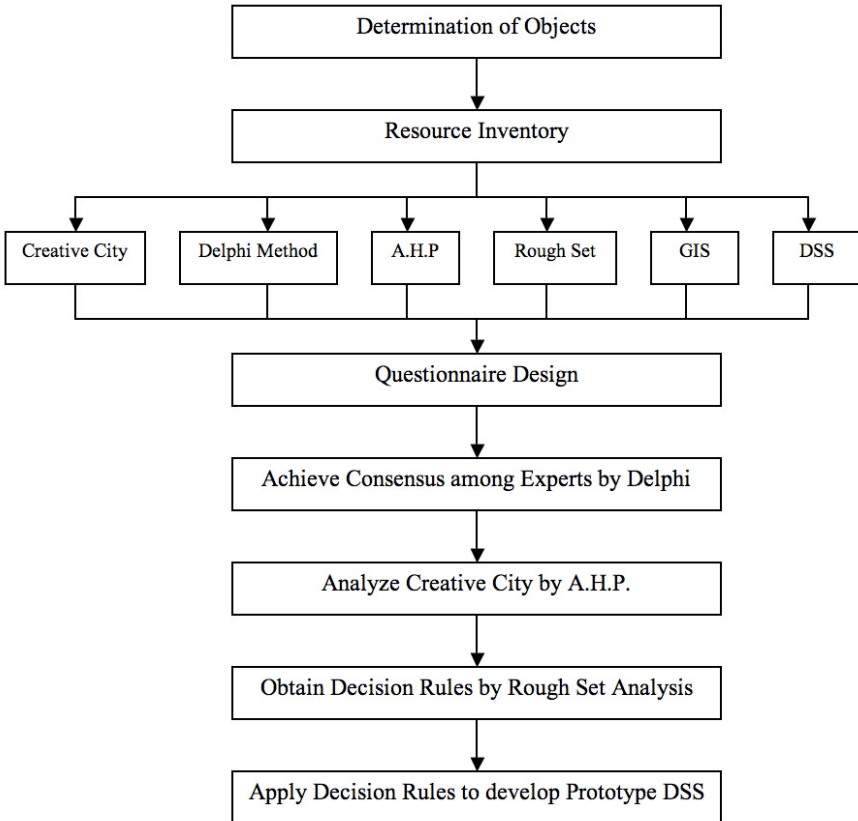 Determination of Objects
Resource Inventory
Creative City
Delphi Method
A.H.P
Rough Set
GIS
DSS
Questionnaire Design
Achieve Consensus among Experts by Delphi
Analyze Creative City by A.H.P.
Obtain Decision Rules by Rough Set Analysis
Apply Decision Rules to develop Prototype DSS